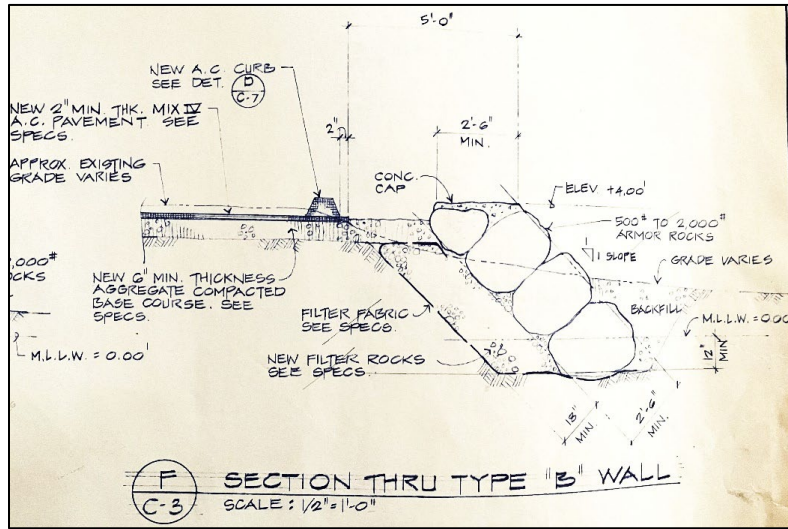 5'-0"
NEW A.C. CURB
SEE DET.
D
C-7
NEW 2" MIN. THK. MIX IV
A.C. PAVEMENT SEE
SPECS.
2"
2'-6"
MIN.
APPROX. EXISTING
GRADE VARIES
CONC.
CAP
ELEV +4.00'
500# TO 2,000#
ARMOR ROCKS
1 SLOPE
GRADE VARIES
,000#
OCKS
NEW 6" MIN. THICKNESS
AGGREGATE COMPACTED
BASE COURSE. SEE
SPECS.
FILTER FABRIC
SEE SPECS.
BACKFILL
M.L.L.W. = 0.00
M.L.L.W. = 0.00'
NEW FILTER ROCKS
SEE SPECS.
12"
MIN
18"
MIN
2'-6"
MIN.
F
C-3
SECTION THRU TYPE "B" WALL
SCALE: 1/2"=1'-0"